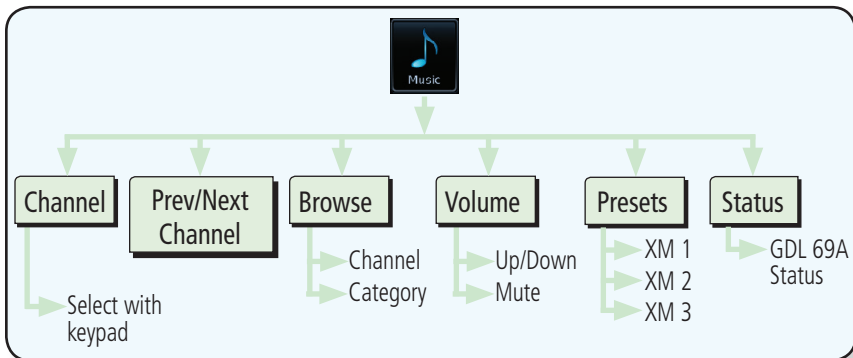 Music
Channel
Prev/Next
Channel
Browse
Volume
Presets
Status
Select with
keypad
Channel
Category
Up/Down
Mute
XM 1
XM 2
XM 3
GDL 69A
Status